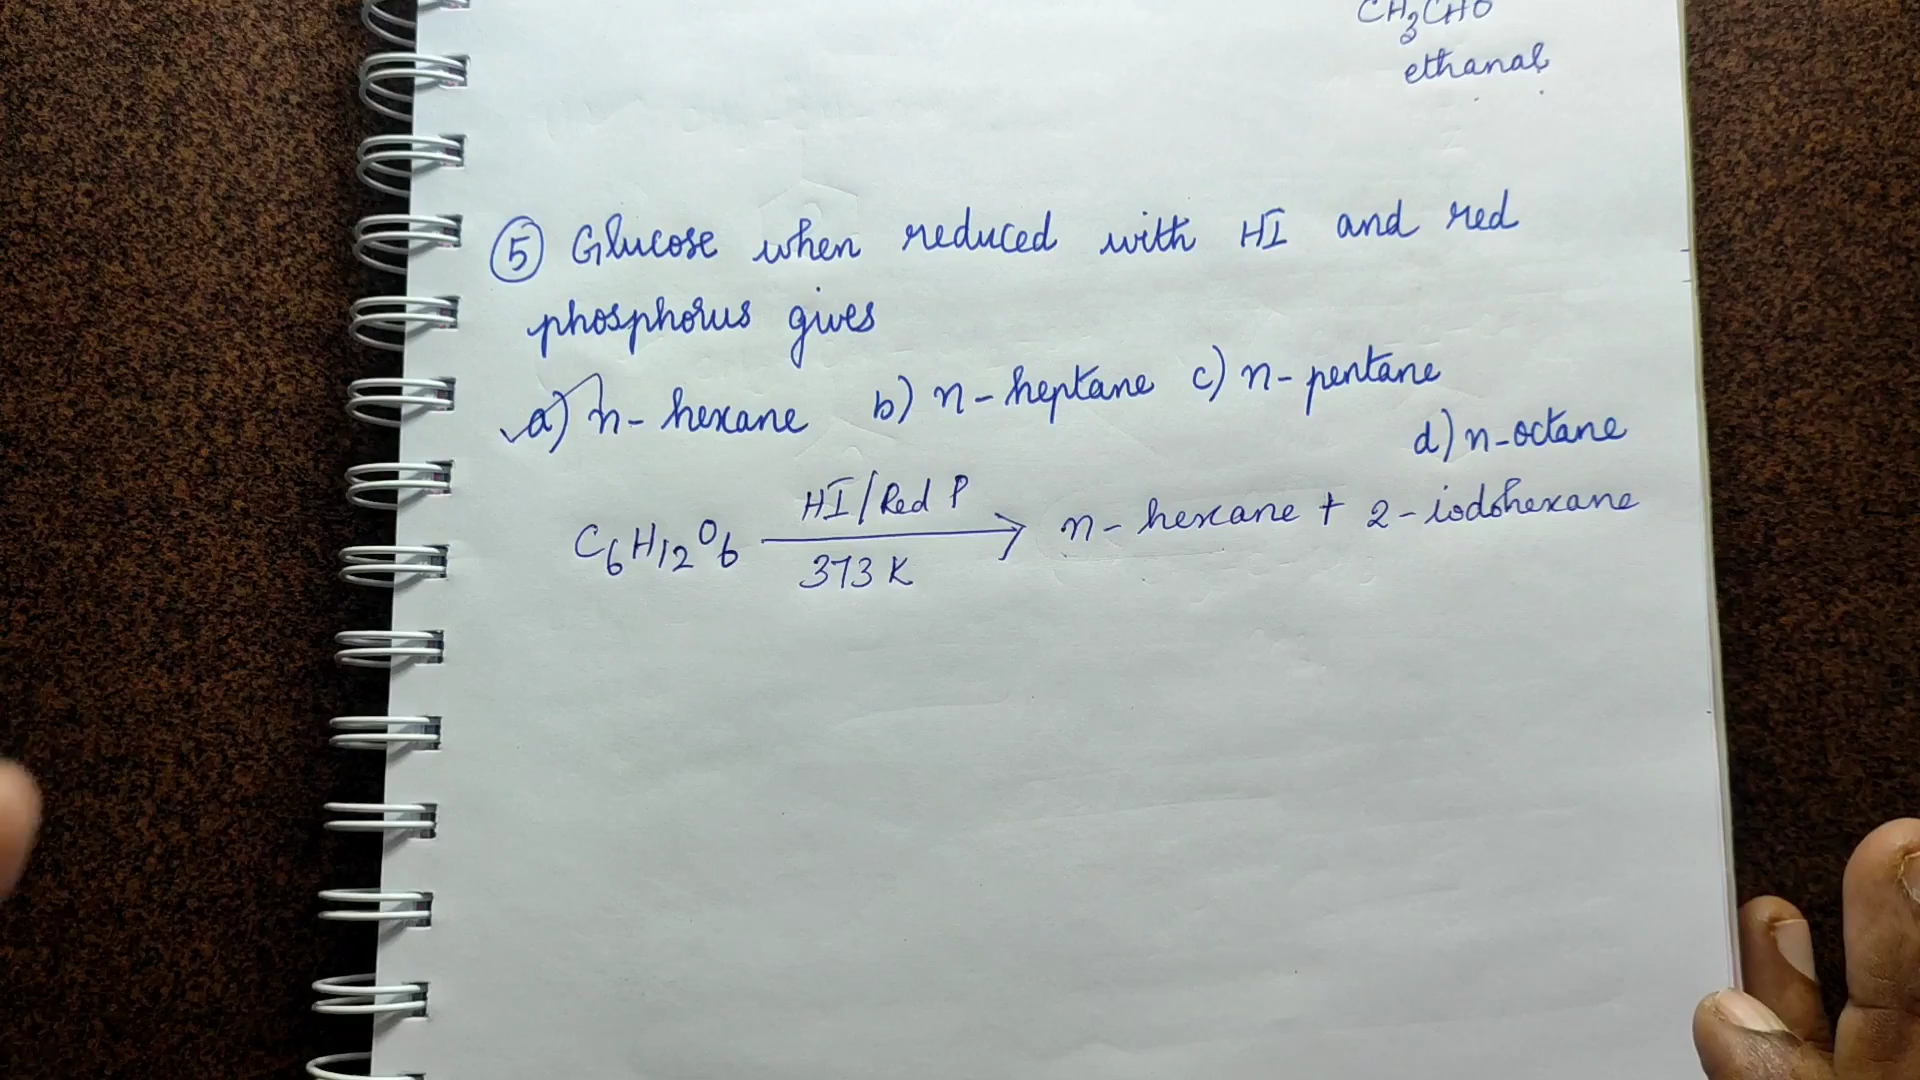 CH3CHO
ethanal
⑤ Glucose when reduced with HI and red
phosphorus gives
a) n-hexane b) n-heptane c) n-pentane
d) n-octane
HI/Red P
C6H12O6 → n-hexane + 2-iodohexane
373 K